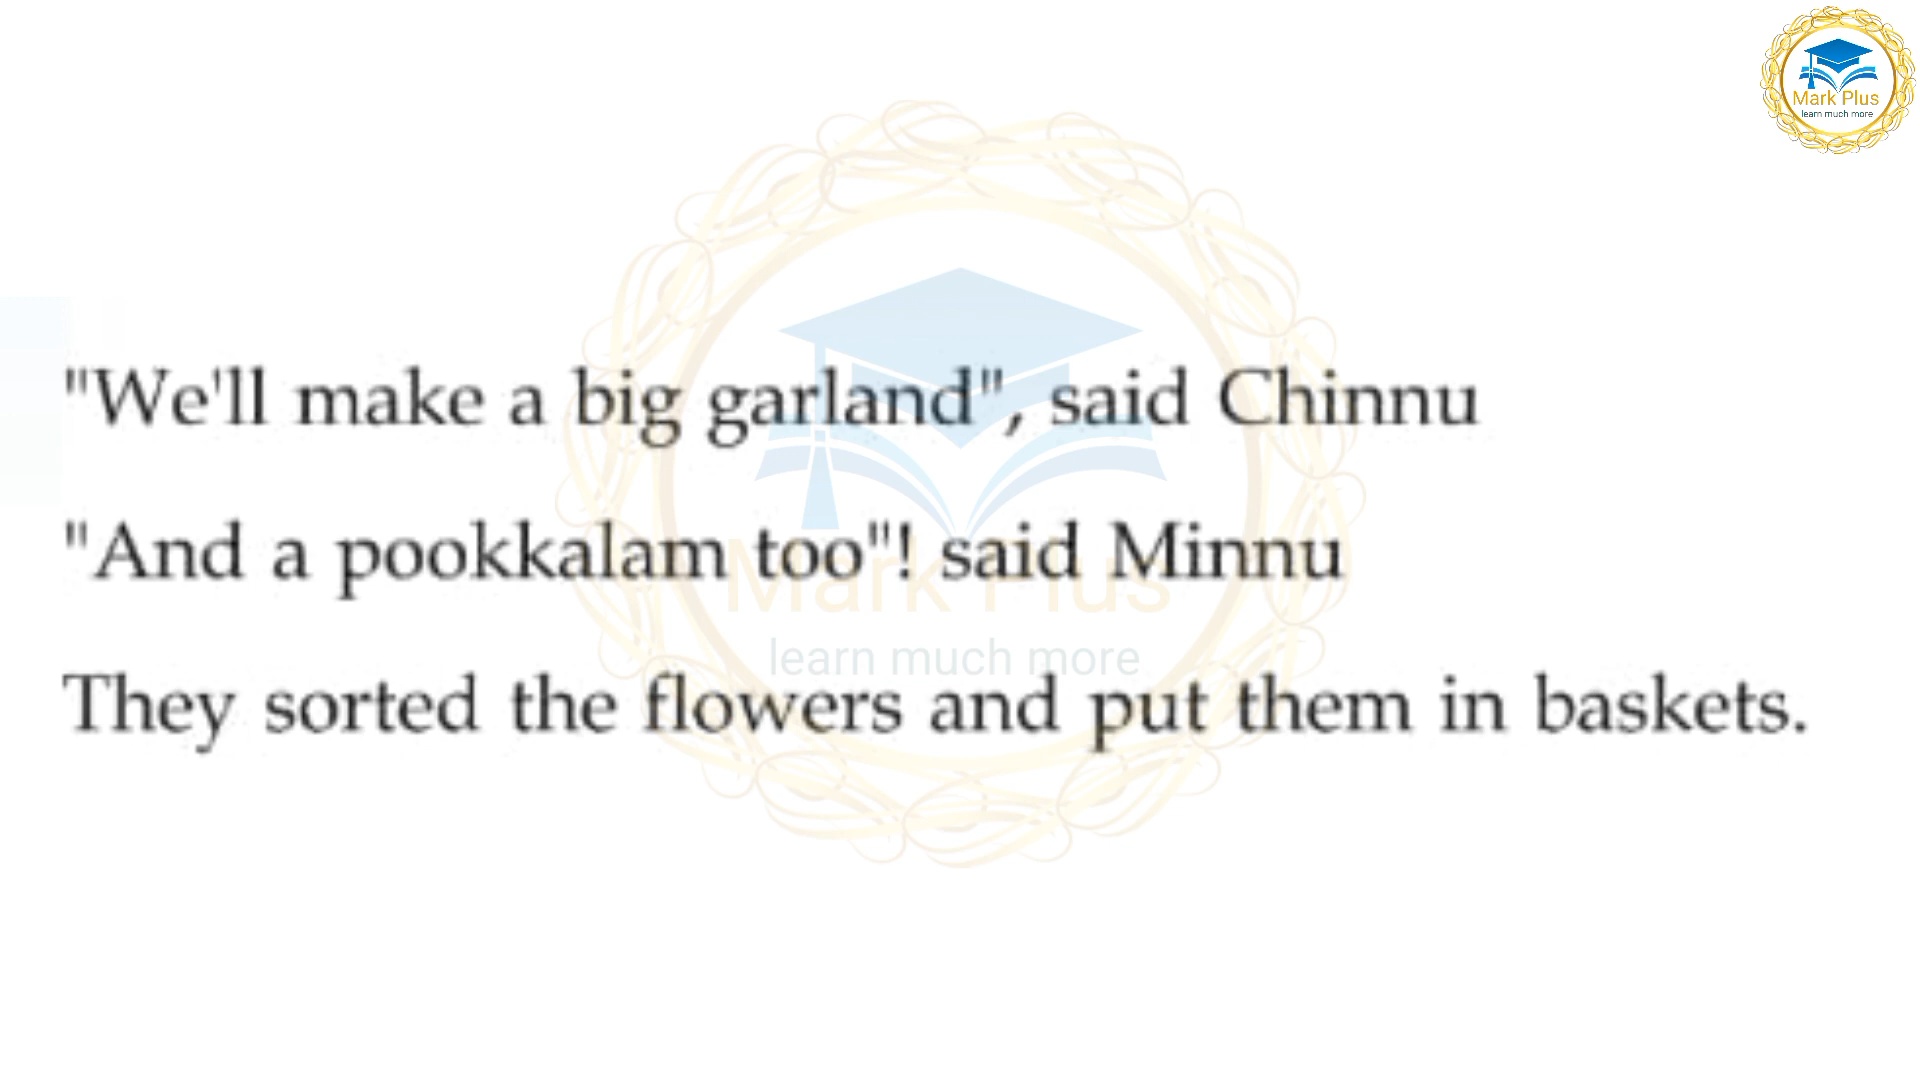 Mark Plus
learn much more
"We'll make a big garland", said Chinnu
"And a pookkalam too"! said Minnu
Mark Plus
learn much more
They sorted the flowers and put them in baskets.